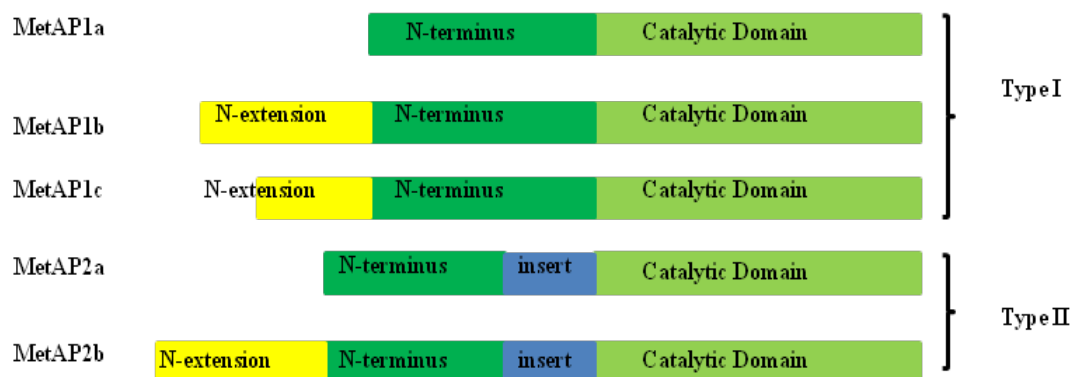 MetAP1a N-terminus Catalytic Domain
Type I
MetAP1b N-extension N-terminus Catalytic Domain
MetAP1c N-extension N-terminus Catalytic Domain
MetAP2a N-terminus insert Catalytic Domain
Type II
MetAP2b N-extension N-terminus insert Catalytic Domain